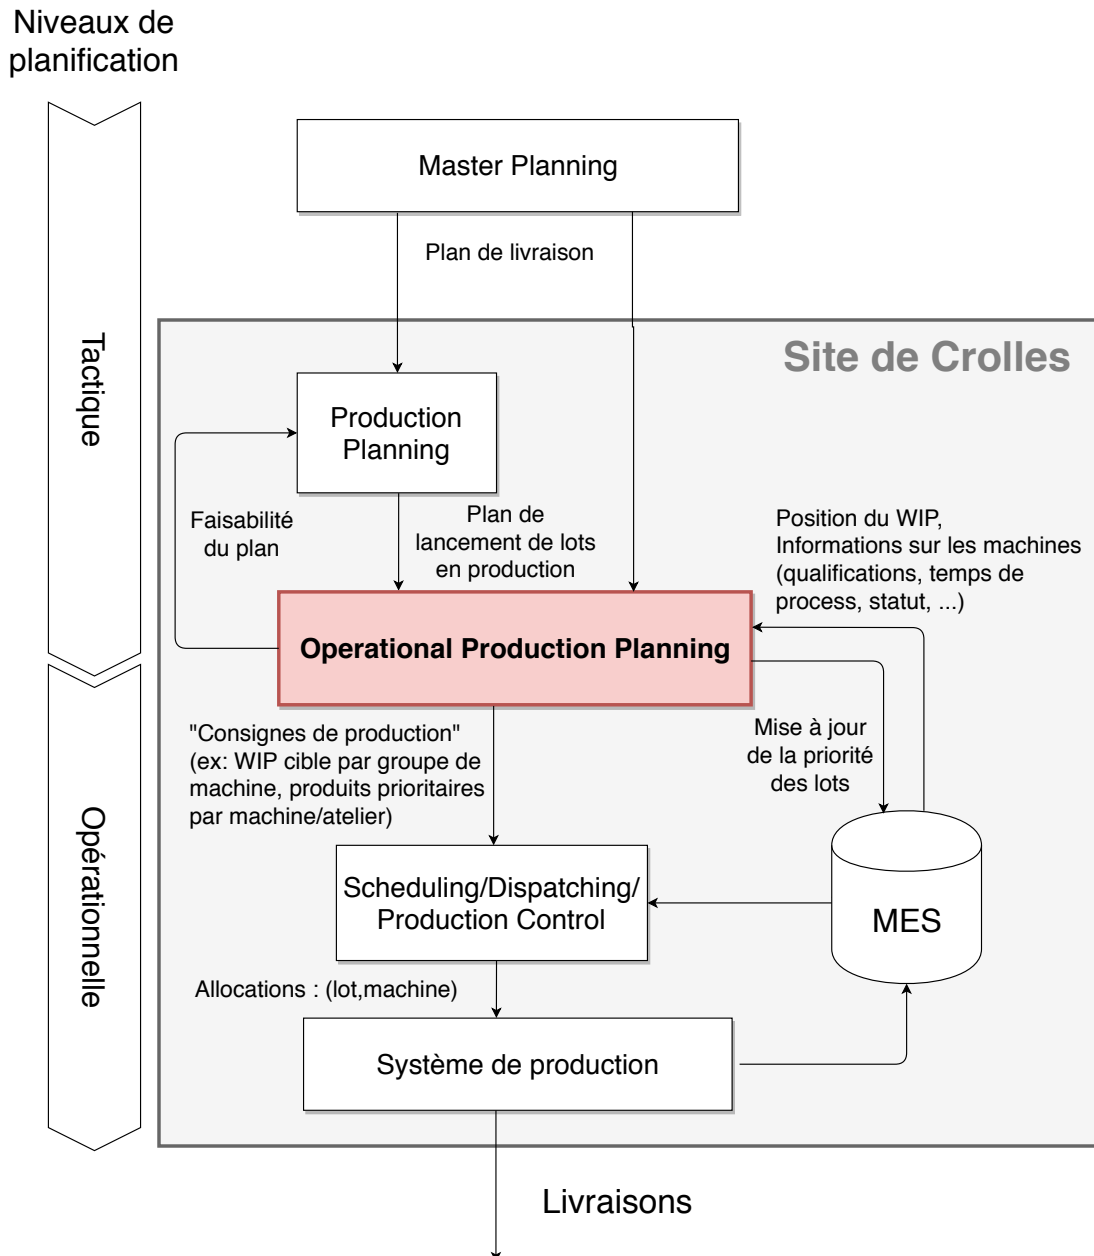 Niveaux de
planification
Master Planning
Plan de livraison
Tactique
Site de Crolles
Production
Planning
Faisabilité
du plan
Plan de
lancement de lots
en production
Position du WIP,
Informations sur les machines
(qualifications, temps de
process, statut, ...)
Operational Production Planning
"Consignes de production"
(ex: WIP cible par groupe de
machine, produits prioritaires
par machine/atelier)
Mise à jour
de la priorité
des lots
Opérationnelle
Scheduling/Dispatching/
Production Control
MES
Allocations : (lot,machine)
Système de production
Livraisons